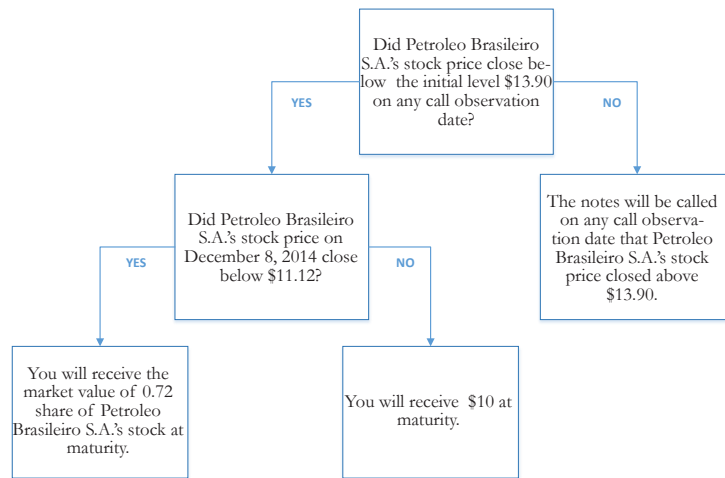 Did Petroleo Brasileiro
S.A.'s stock price close be-
low the initial level $13.90
on any call observation
date?
YES
NO
Did Petroleo Brasileiro
S.A.'s stock price on
December 8, 2014 close
below $11.12?
The notes will be called
on any call observa-
tion date that Petroleo
Brasileiro S.A.'s stock
price closed above
$13.90.
YES
NO
You will receive the
market value of 0.72
share of Petroleo
Brasileiro S.A.'s stock at
maturity.
You will receive $10 at
maturity.